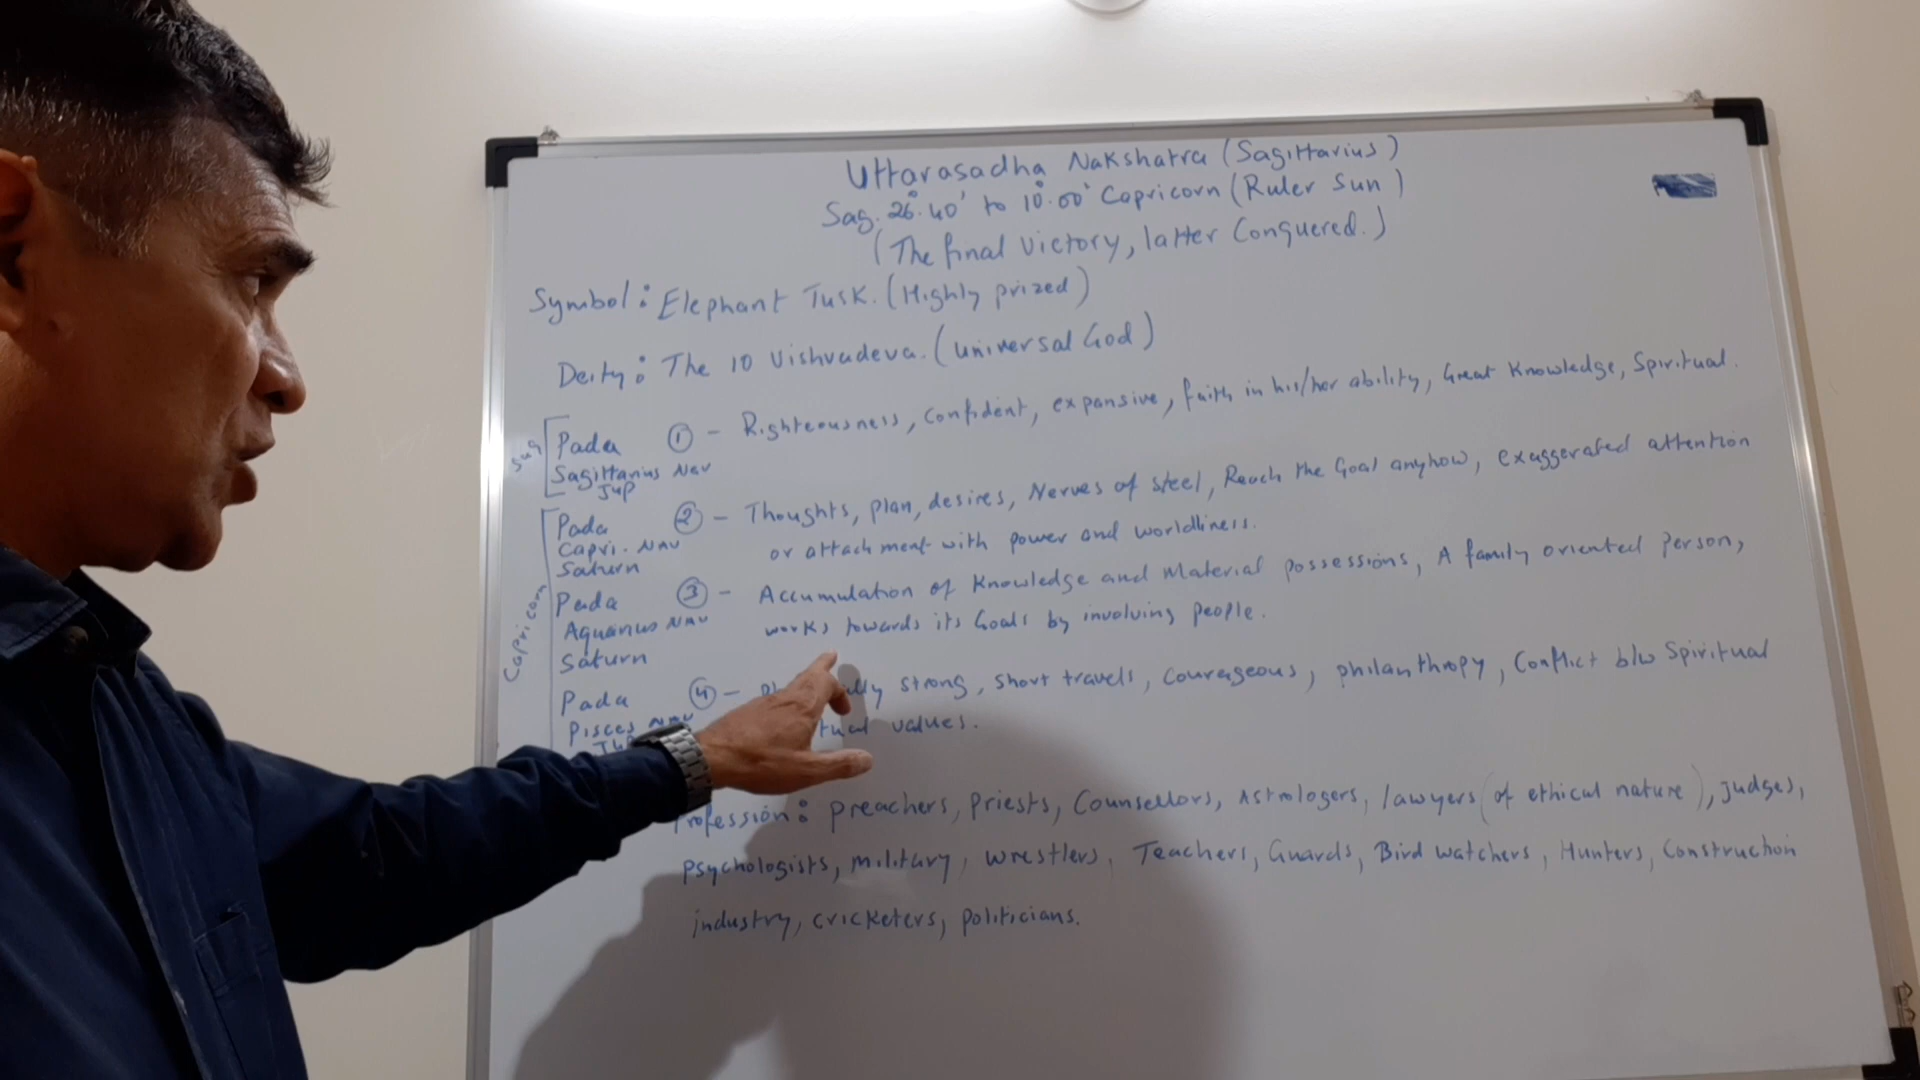 Uttarasadha Nakshatra (Sagittarius)
Sag. 26°.40' to 10°.00' Capricorn (Ruler Sun)
(The final victory, latter Conquered.)
Symbol: Elephant Tusk. (Highly prized)
Deity: The 10 Vishvadeva. (Universal God)
Sag
Pada ① - Righteousness, confident, expansive, faith in his/her ability, Great Knowledge, Spiritual.
Sagittarius Nav
Jup
Capricorn
Pada ② - Thoughts, plan, desires, Nerves of steel, Reach the Goal anyhow, exaggerated attention
Capri. Nav or attachment with power and worldliness.
Saturn
Pada ③ - Accumulation of Knowledge and Material possessions, A family oriented person,
Aquarius Nav works towards its Goals by involving people.
Saturn
Pada ④ - strong, short travels, Courageous, philanthropy, Conflict b/w Spiritual
Pisces Nav values.
Profession: preachers, priests, Counsellors, Astrologers, lawyers (of ethical nature), judges,
psychologists, military, wrestlers, Teachers, Guards, Bird watchers, Hunters, Construction
industry, cricketers, politicians.